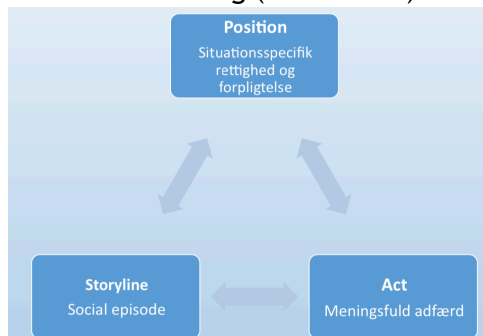 Position
Situationsspecifik
rettighed og
forpligtelse
Storyline
Social episode
Act
Meningsfuld adfærd